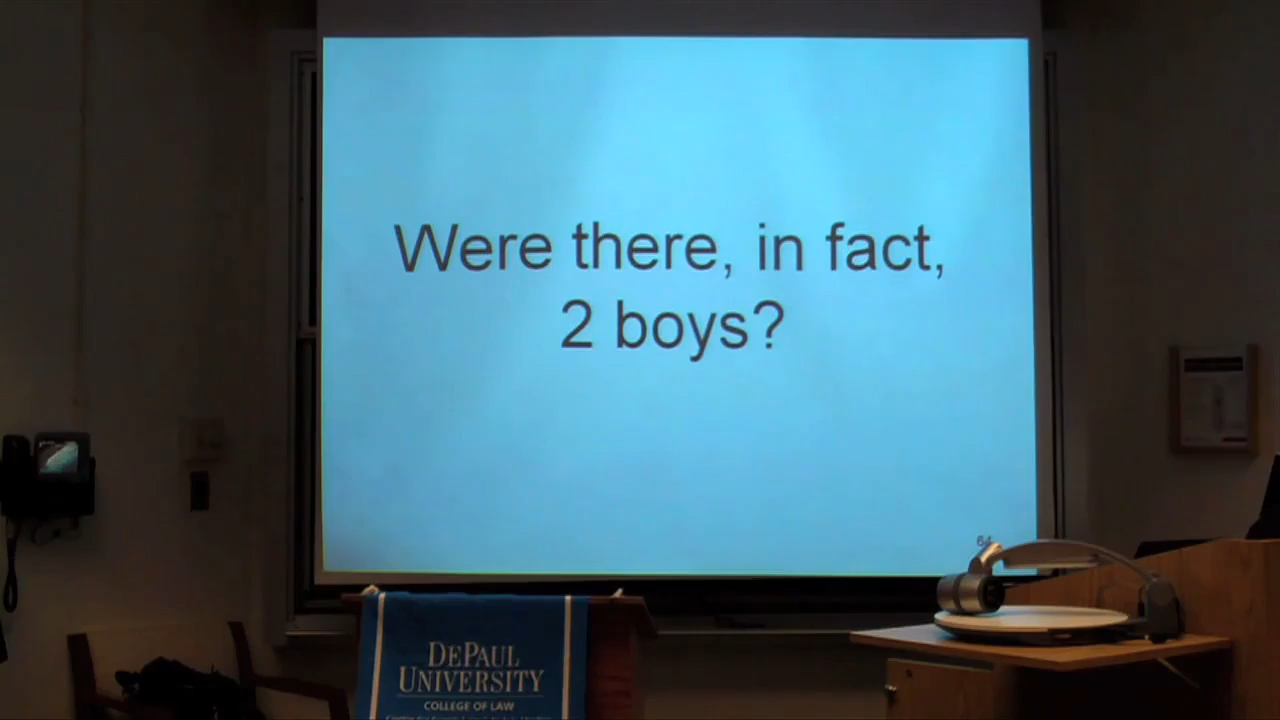 Were there, in fact,
2 boys?
DEPAUL
UNIVERSITY
COLLEGE OF LAW